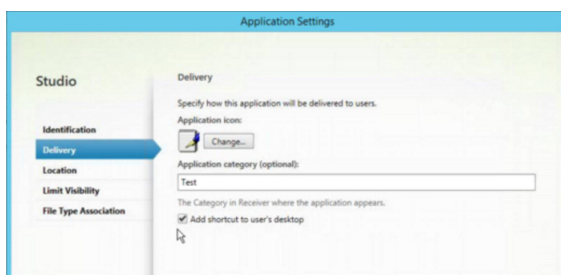 Application Settings
Studio
Identification
Delivery
Location
Limit Visibility
File Type Association
Delivery
Specify how this application will be delivered to users.
Application icon:
Change...
Application category (optional):
Test
The Category in Receiver where the application appears.
Add shortcut to user's desktop